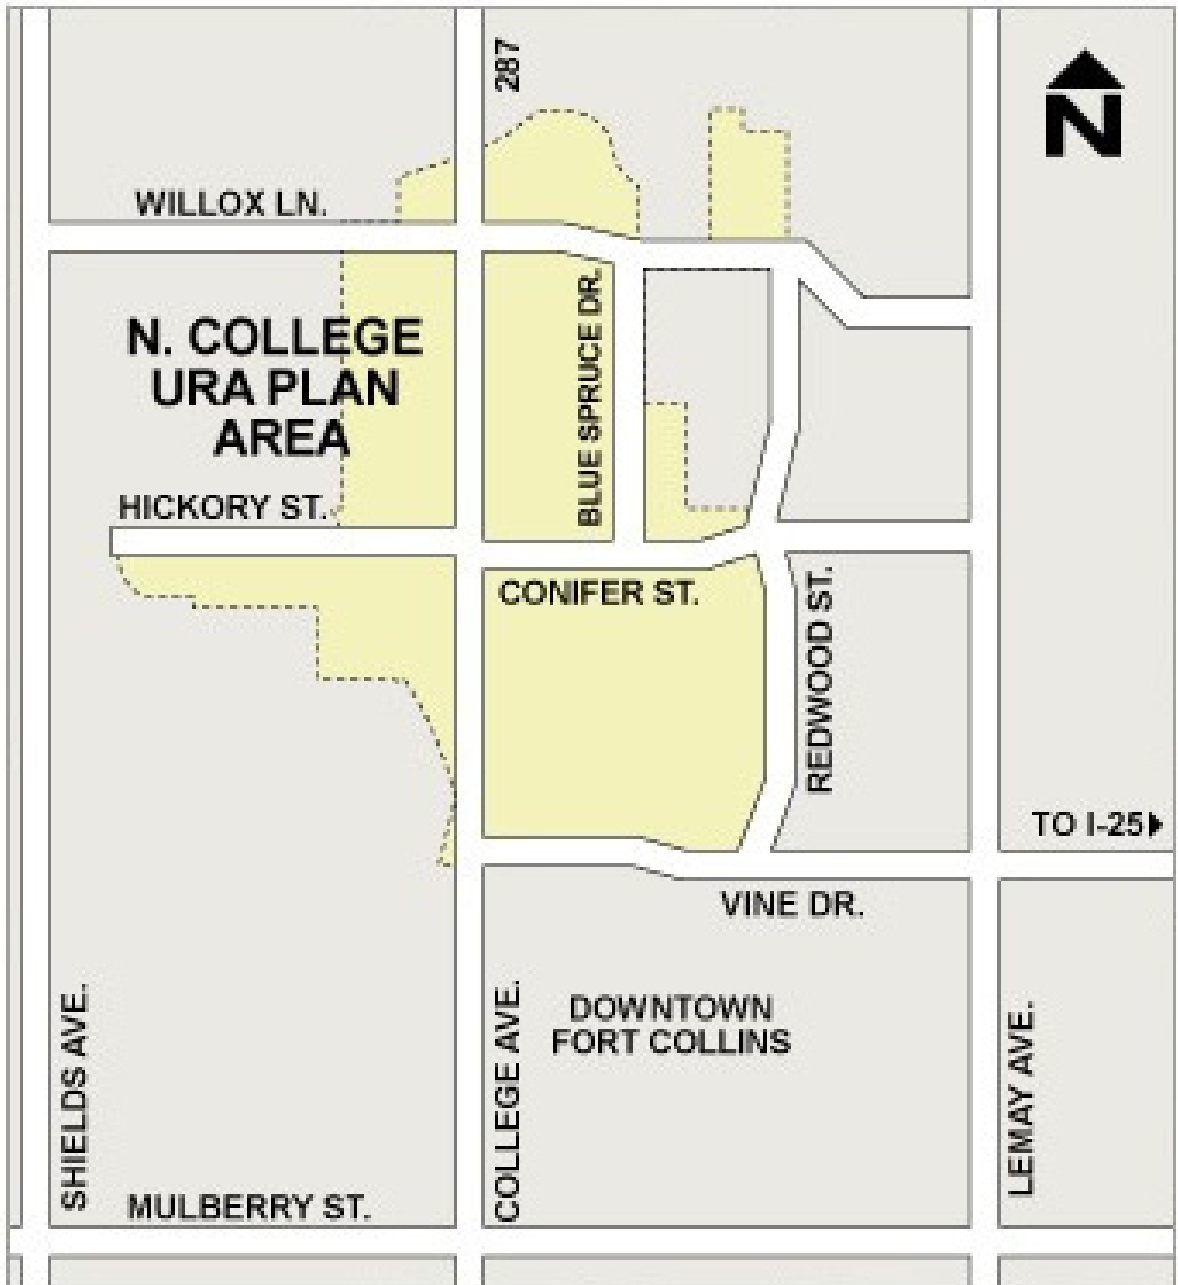 287
N
WILLOX LN.
N. COLLEGE
URA PLAN
AREA
BLUE SPRUCE DR.
HICKORY ST.
CONIFER ST.
REDWOOD ST.
TO I-25
VINE DR.
SHIELDS AVE.
COLLEGE AVE.
DOWNTOWN
FORT COLLINS
LEMAY AVE.
MULBERRY ST.